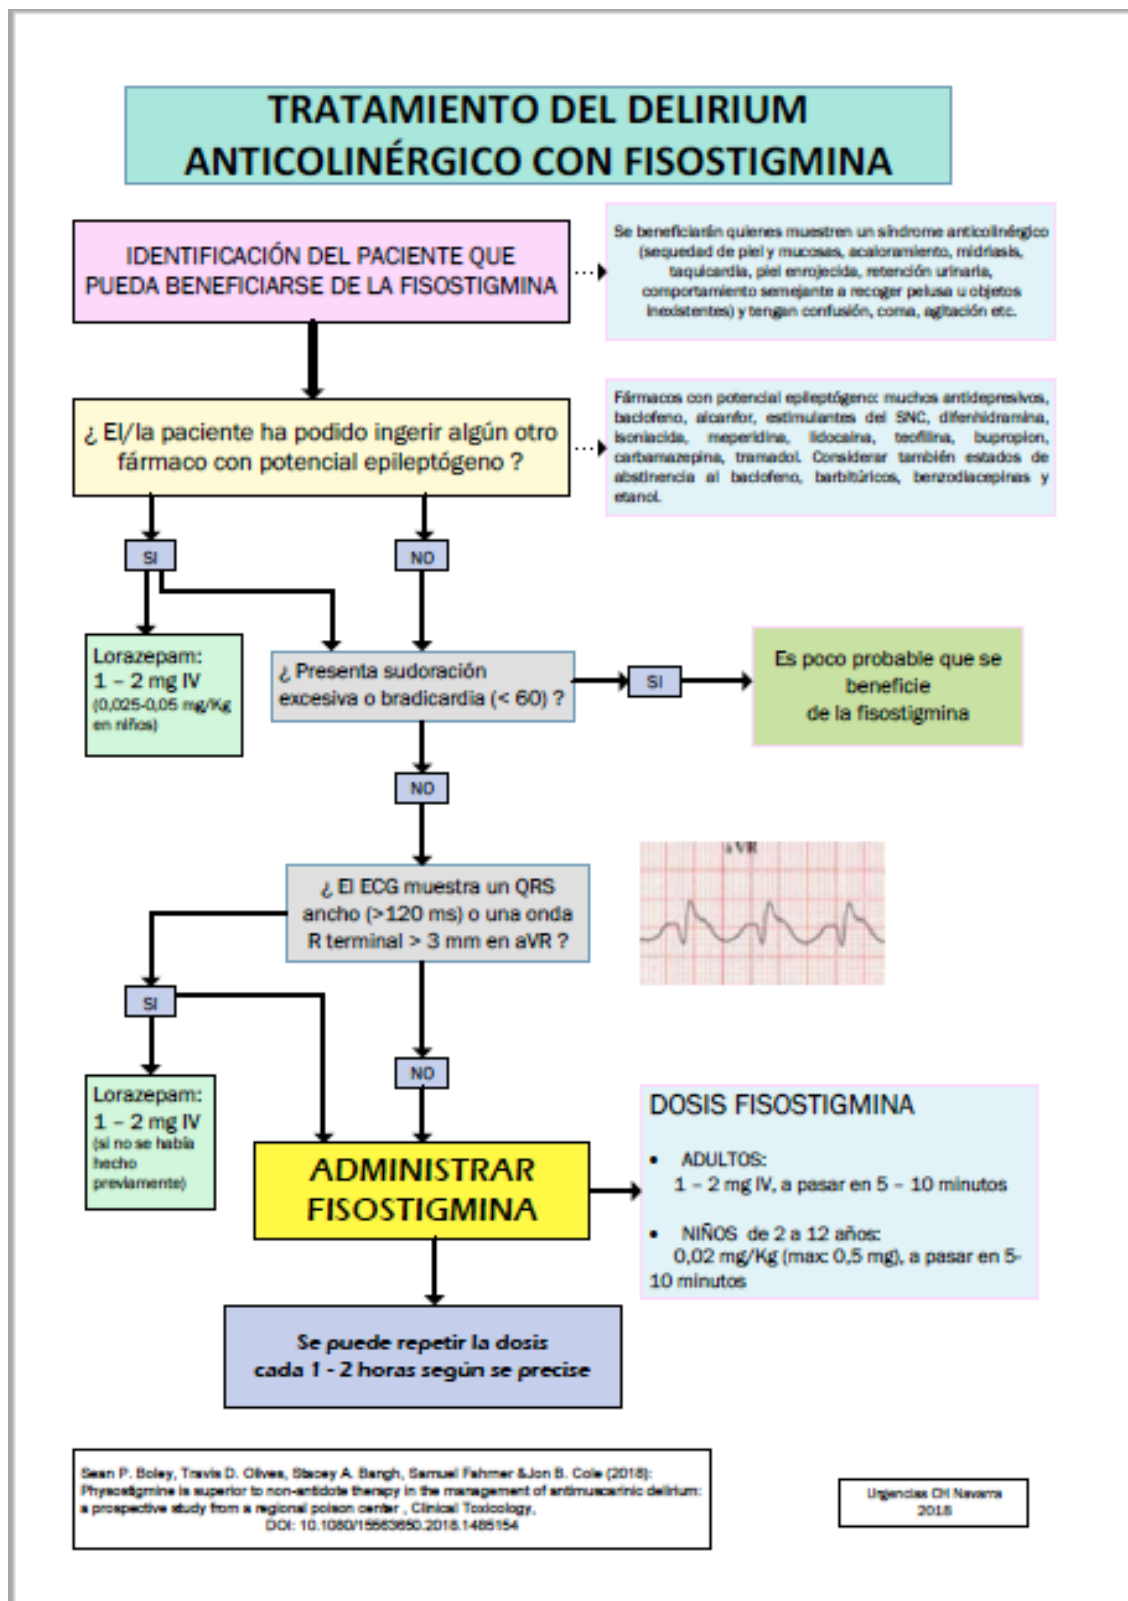 TRATAMIENTO DEL DELIRIUM
ANTICOLINÉRGICO CON FISOSTIGMINA
IDENTIFICACIÓN DEL PACIENTE QUE
PUEDA BENEFICIARSE DE LA FISOSTIGMINA
Se beneficiarán quienes muestren un síndrome anticolinérgico
(sequedad de piel y mucosas, acaloramiento, midriasis,
taquicardia, piel enrojecida, retención urinaria,
comportamiento semejante a recoger pelusa u objetos
inexistentes) y tengan confusión, coma, agitación etc.
¿ El/la paciente ha podido ingerir algún otro
fármaco con potencial epileptógeno ?
Fármacos con potencial epileptógeno: muchos antidepresivos,
baclofeno, alcanfor, estimulantes del SNC, difenhidramina,
isoniacida, meperidina, lidocaína, teofilina, bupropion,
carbamazepina, tramadol. Considerar también estados de
abstinencia al baclofeno, barbitúricos, benzodiacepinas y
etanol.
SI
NO
Lorazepam:
1 – 2 mg IV
(0,025-0,05 mg/Kg
en niños)
¿ Presenta sudoración
excesiva o bradicardia (< 60) ?
SI
Es poco probable que se
beneficie
de la fisostigmina
NO
aVR
¿ El ECG muestra un QRS
ancho (>120 ms) o una onda
R terminal > 3 mm en aVR ?
SI
NO
Lorazepam:
1 – 2 mg IV
(si no se había
hecho
previamente)
ADMINISTRAR
FISOSTIGMINA
DOSIS FISOSTIGMINA
• ADULTOS:
1 – 2 mg IV, a pasar en 5 – 10 minutos
• NIÑOS de 2 a 12 años:
0,02 mg/Kg (max: 0,5 mg), a pasar en 5-
10 minutos
Se puede repetir la dosis
cada 1 - 2 horas según se precise
Sean P. Boley, Travis D. Olives, Stacey A. Bangh, Samuel Fahrner &Jon B. Cole (2018):
Physostigmine is superior to non-antidote therapy in the management of antimuscarinic delirium:
a prospective study from a regional poison center , Clinical Toxicology,
DOI: 10.1080/15563650.2018.1485154
Urgencias CH Navarra
2018